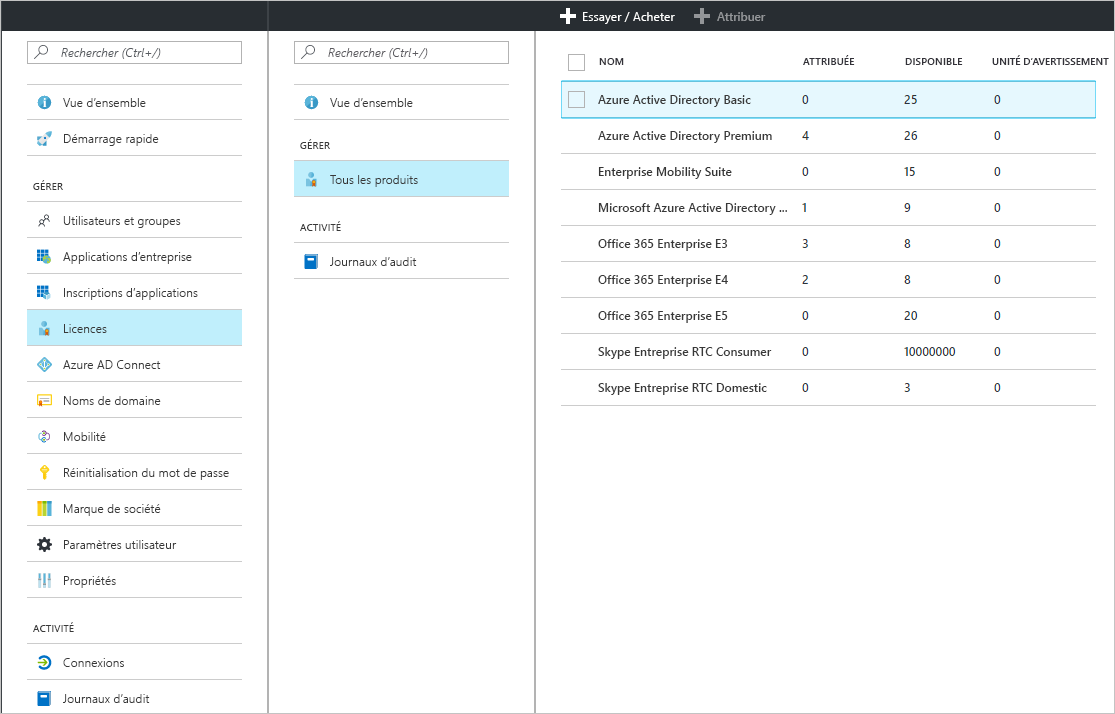 Essayer / Acheter
Attribuer
Rechercher (Ctrl+/)
Vue d'ensemble
Démarrage rapide
GÉRER
Utilisateurs et groupes
Applications d'entreprise
Inscriptions d'applications
Licences
Azure AD Connect
Noms de domaine
Mobilité
Réinitialisation du mot de passe
Marque de société
Paramètres utilisateur
Propriétés
ACTIVITÉ
Connexions
Journaux d'audit
Rechercher (Ctrl+/)
Vue d'ensemble
GÉRER
Tous les produits
ACTIVITÉ
Journaux d'audit
NOM ATTRIBUÉE DISPONIBLE UNITÉ D'AVERTISSEMENT
Azure Active Directory Basic 0 25 0
Azure Active Directory Premium 4 26 0
Enterprise Mobility Suite 0 15 0
Microsoft Azure Active Directory ... 1 9 0
Office 365 Enterprise E3 3 8 0
Office 365 Enterprise E4 2 8 0
Office 365 Enterprise E5 0 20 0
Skype Entreprise RTC Consumer 0 10000000 0
Skype Entreprise RTC Domestic 0 3 0